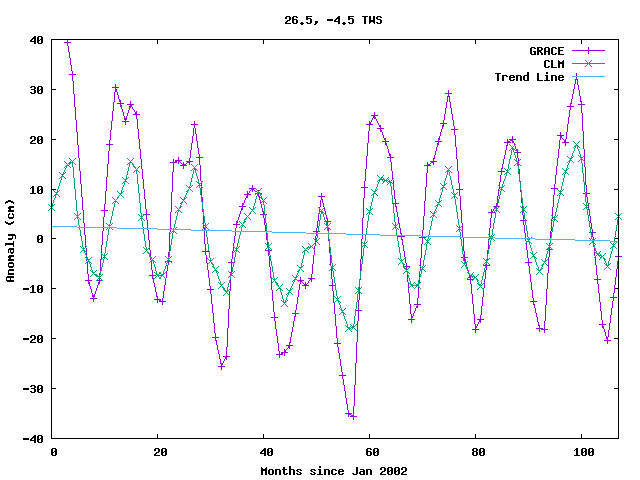 26.5, -4.5 TWS
GRACE
CLM
Trend Line
40
30
20
10
0
-10
-20
-30
-40
Anomaly (cm)
0 20 40 60 80 100
Months since Jan 2002